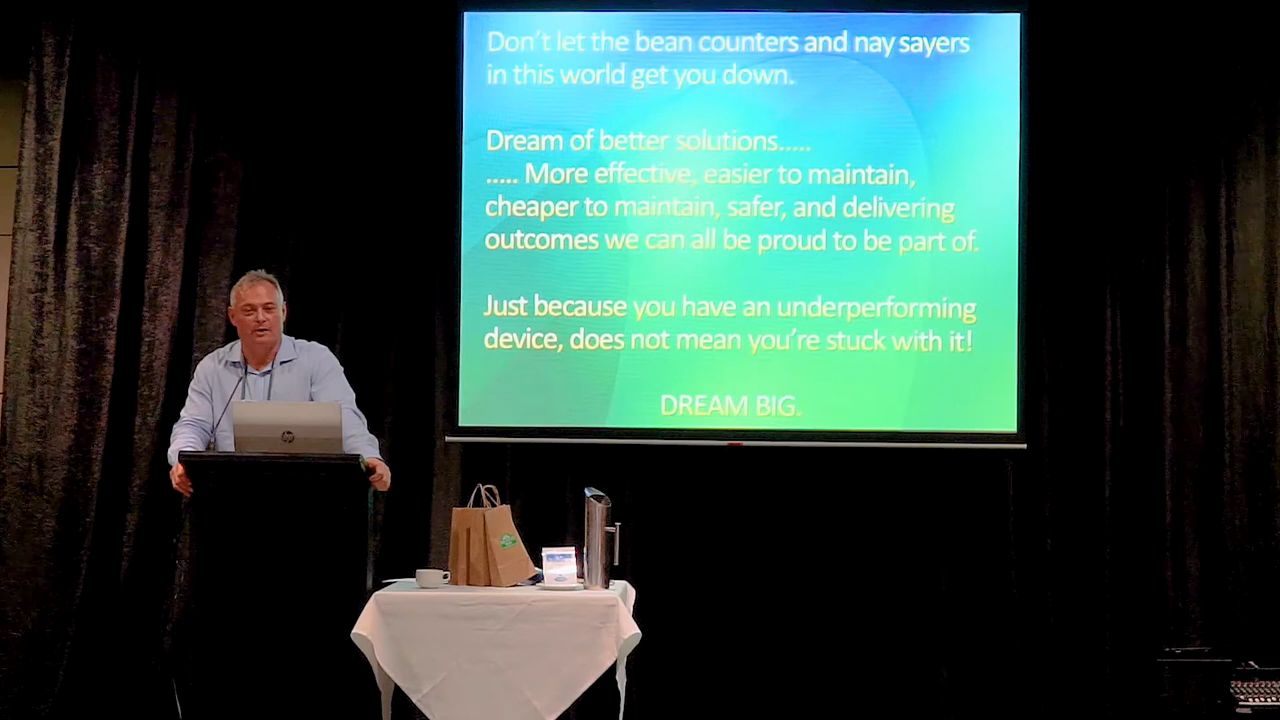 Don't let the bean counters and nay sayers
in this world get you down.
Dream of better solutions.....
..... More effective, easier to maintain,
cheaper to maintain, safer, and delivering
outcomes we can all be proud to be part of.
Just because you have an underperforming
device, does not mean you're stuck with it!
DREAM BIG.
hp